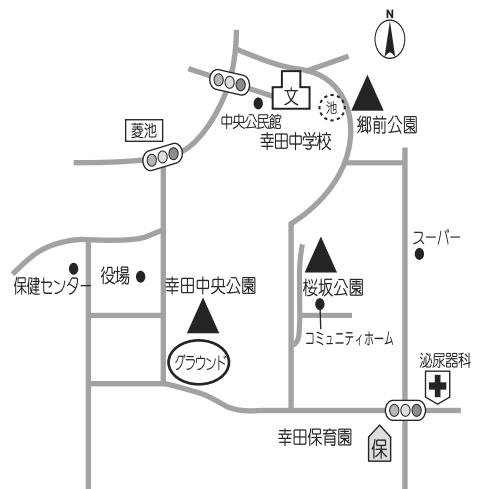 N
文
池
中央公民館
郷前公園
菱池
幸田中学校
スーパー
役場
保健センター
幸田中央公園
桜坂公園
コミュニティホーム
グラウンド
泌尿器科
幸田保育園
保